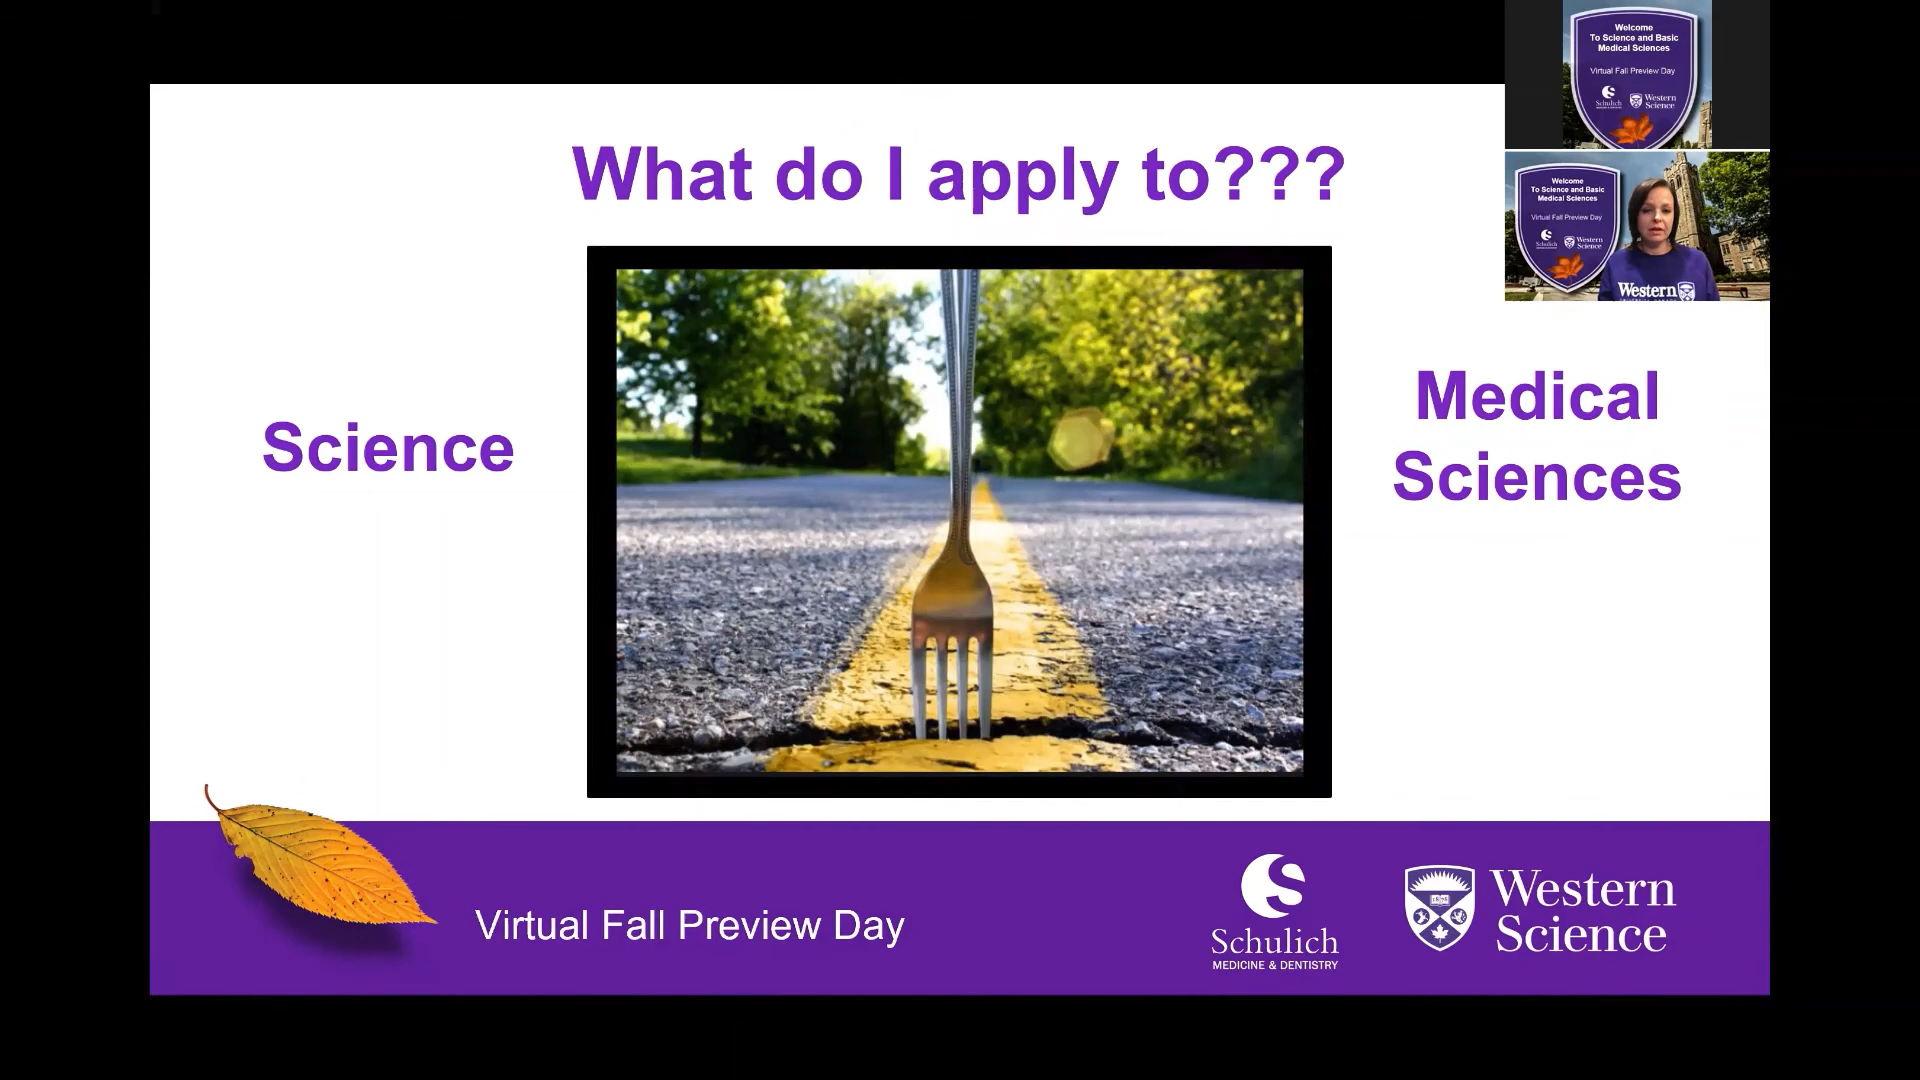 What do I apply to???
Science
Medical
Sciences
Virtual Fall Preview Day
Schulich
MEDICINE & DENTISTRY
Western
Science
Welcome
To Science and Basic
Medical Sciences
Virtual Fall Preview Day
Schulich
Western
Science
Welcome
To Science and Basic
Medical Sciences
Virtual Fall Preview Day
Schulich
Western
Science
Western